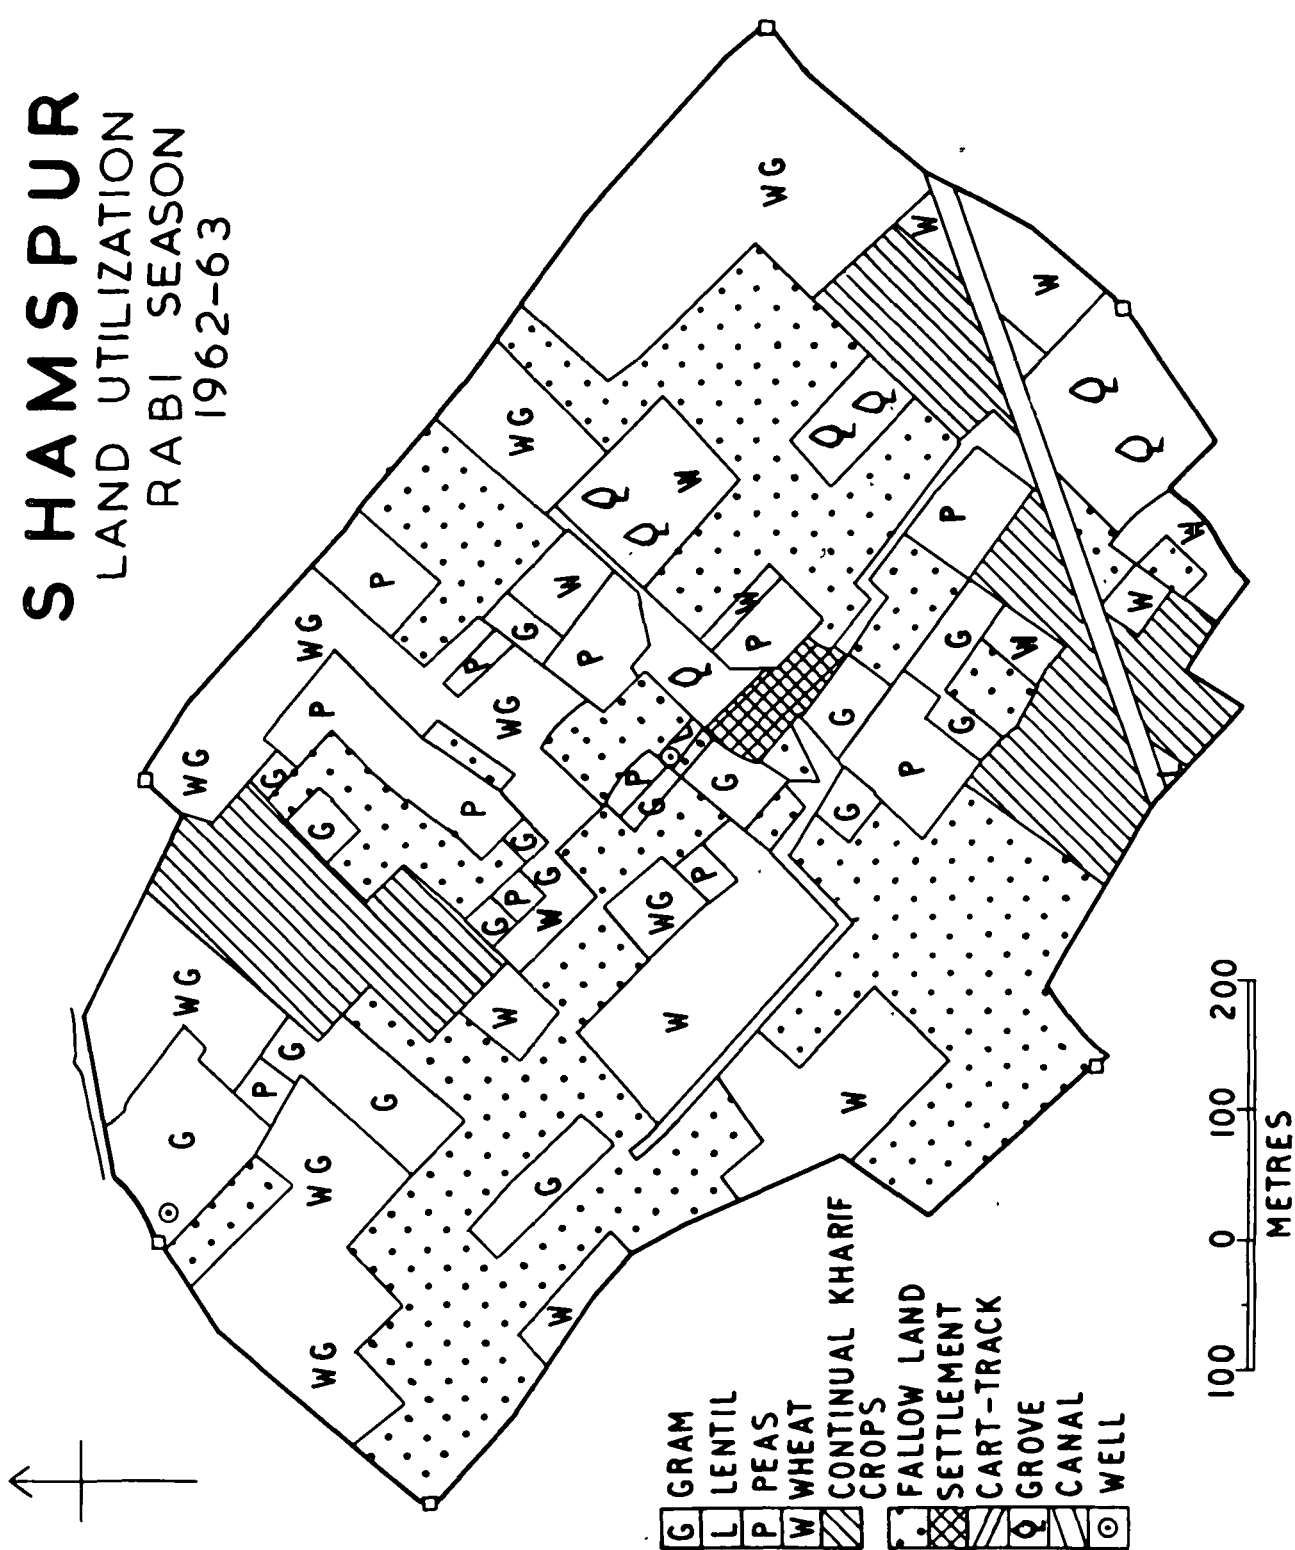 SHAMSPUR
LAND UTILIZATION
RABI SEASON
1962-63
G
WG
WG
P
G
G
WG
WG
P
WG
G
P
G
P
P
G
W
WG
P
WG
G
G
G
G
W
W
W
P
P
G
WG
W
L
W
P
G
W
P
WG
G
G
W
P
W
P
G
G
W
W
W
L
W
G GRAM
L LENTIL
P PEAS
W WHEAT
CONTINUAL KHARIF
CROPS
FALLOW LAND
SETTLEMENT
CART-TRACK
GROVE
CANAL
WELL
100 0 100 200
METRES